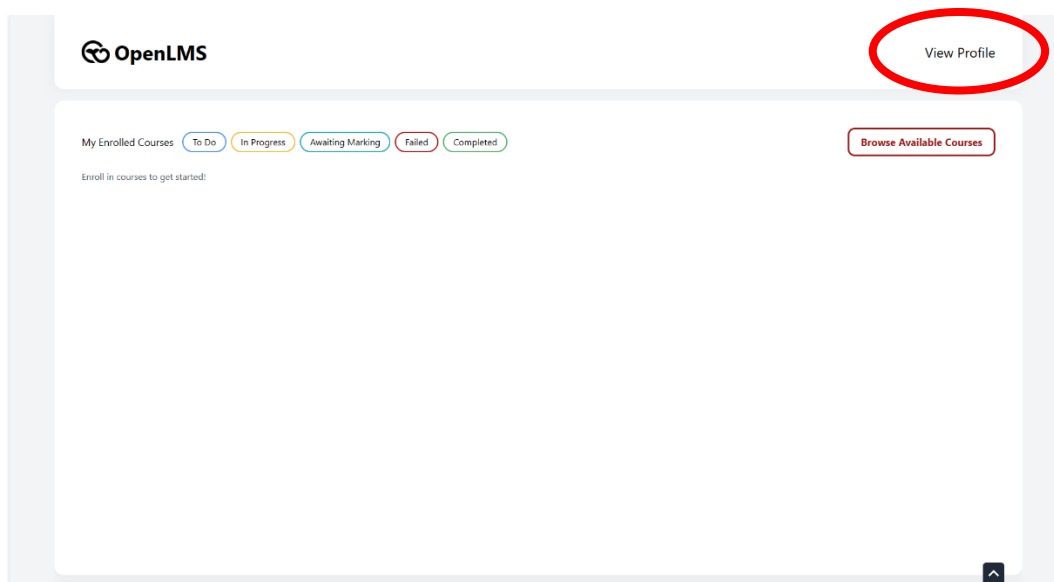 OpenLMS
View Profile
My Enrolled Courses To Do In Progress Awaiting Marking Failed Completed
Browse Available Courses
Enroll in courses to get started!